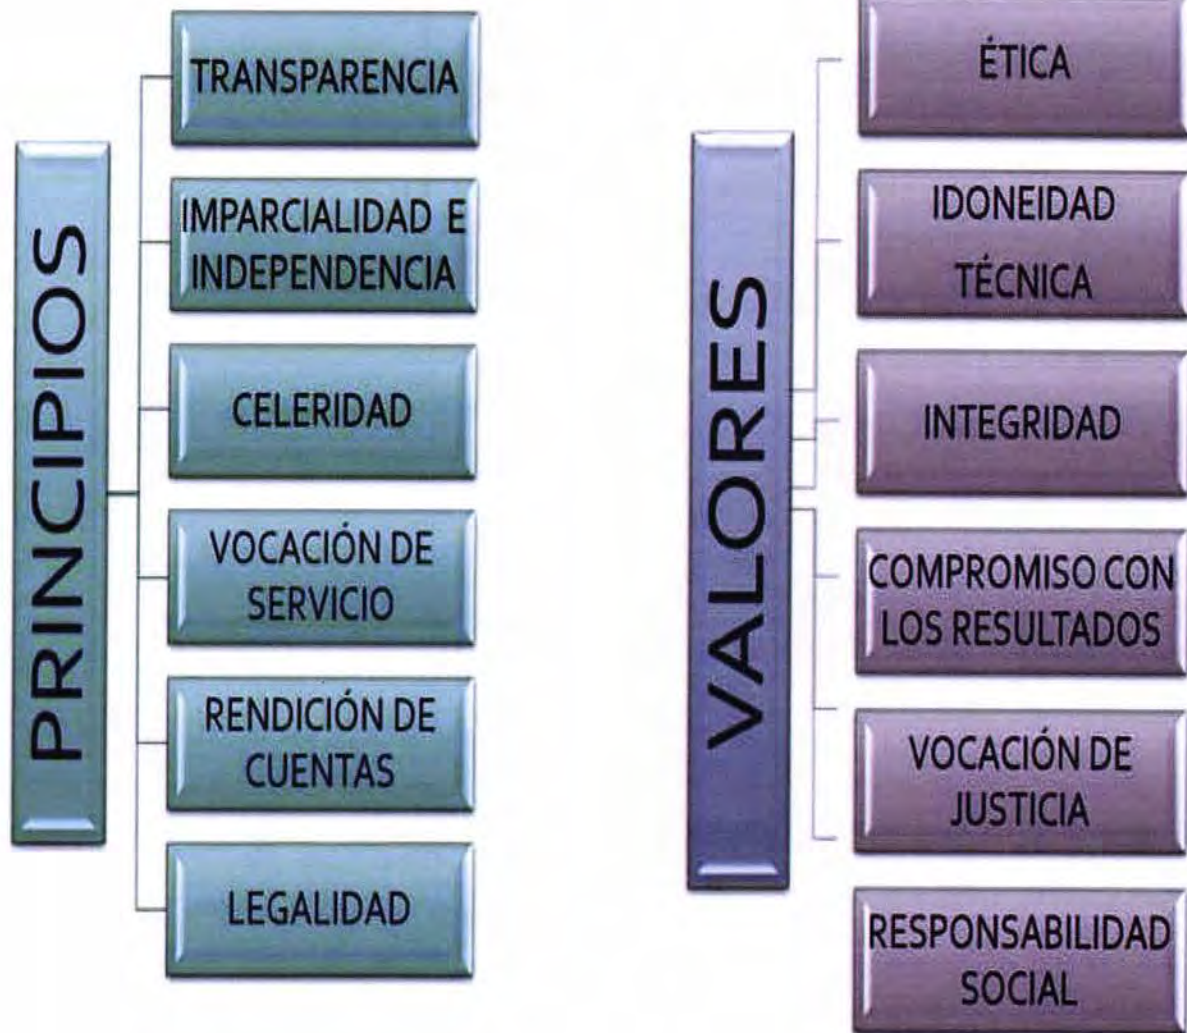 PRINCIPIOS
TRANSPARENCIA
IMPARCIALIDAD E
INDEPENDENCIA
CELERIDAD
VOCACIÓN DE
SERVICIO
RENDICIÓN DE
CUENTAS
LEGALIDAD
VALORES
ÉTICA
IDONEIDAD
TÉCNICA
INTEGRIDAD
COMPROMISO CON
LOS RESULTADOS
VOCACIÓN DE
JUSTICIA
RESPONSABILIDAD
SOCIAL